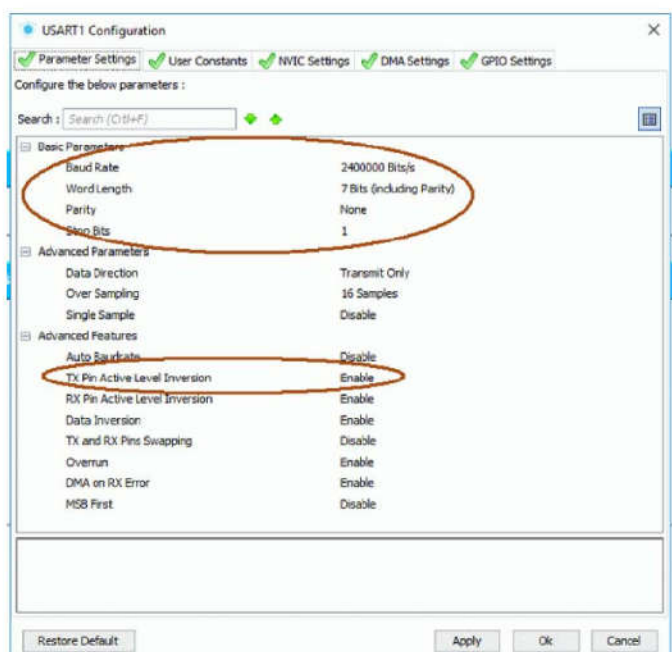 USART1 Configuration
Parameter Settings User Constants NVIC Settings DMA Settings GPIO Settings
Configure the below parameters :
Search : Search (Crtl+F)
Basic Parameters
Baud Rate 2400000 Bits/s
Word Length 7 Bits (including Parity)
Parity None
Stop Bits 1
Advanced Parameters
Data Direction Transmit Only
Over Sampling 16 Samples
Single Sample Disable
Advanced Features
Auto Baudrate Disable
TX Pin Active Level Inversion Enable
RX Pin Active Level Inversion Enable
Data Inversion Enable
TX and RX Pins Swapping Disable
Overrun Enable
DMA on RX Error Enable
MSB First Disable
Restore Default Apply Ok Cancel